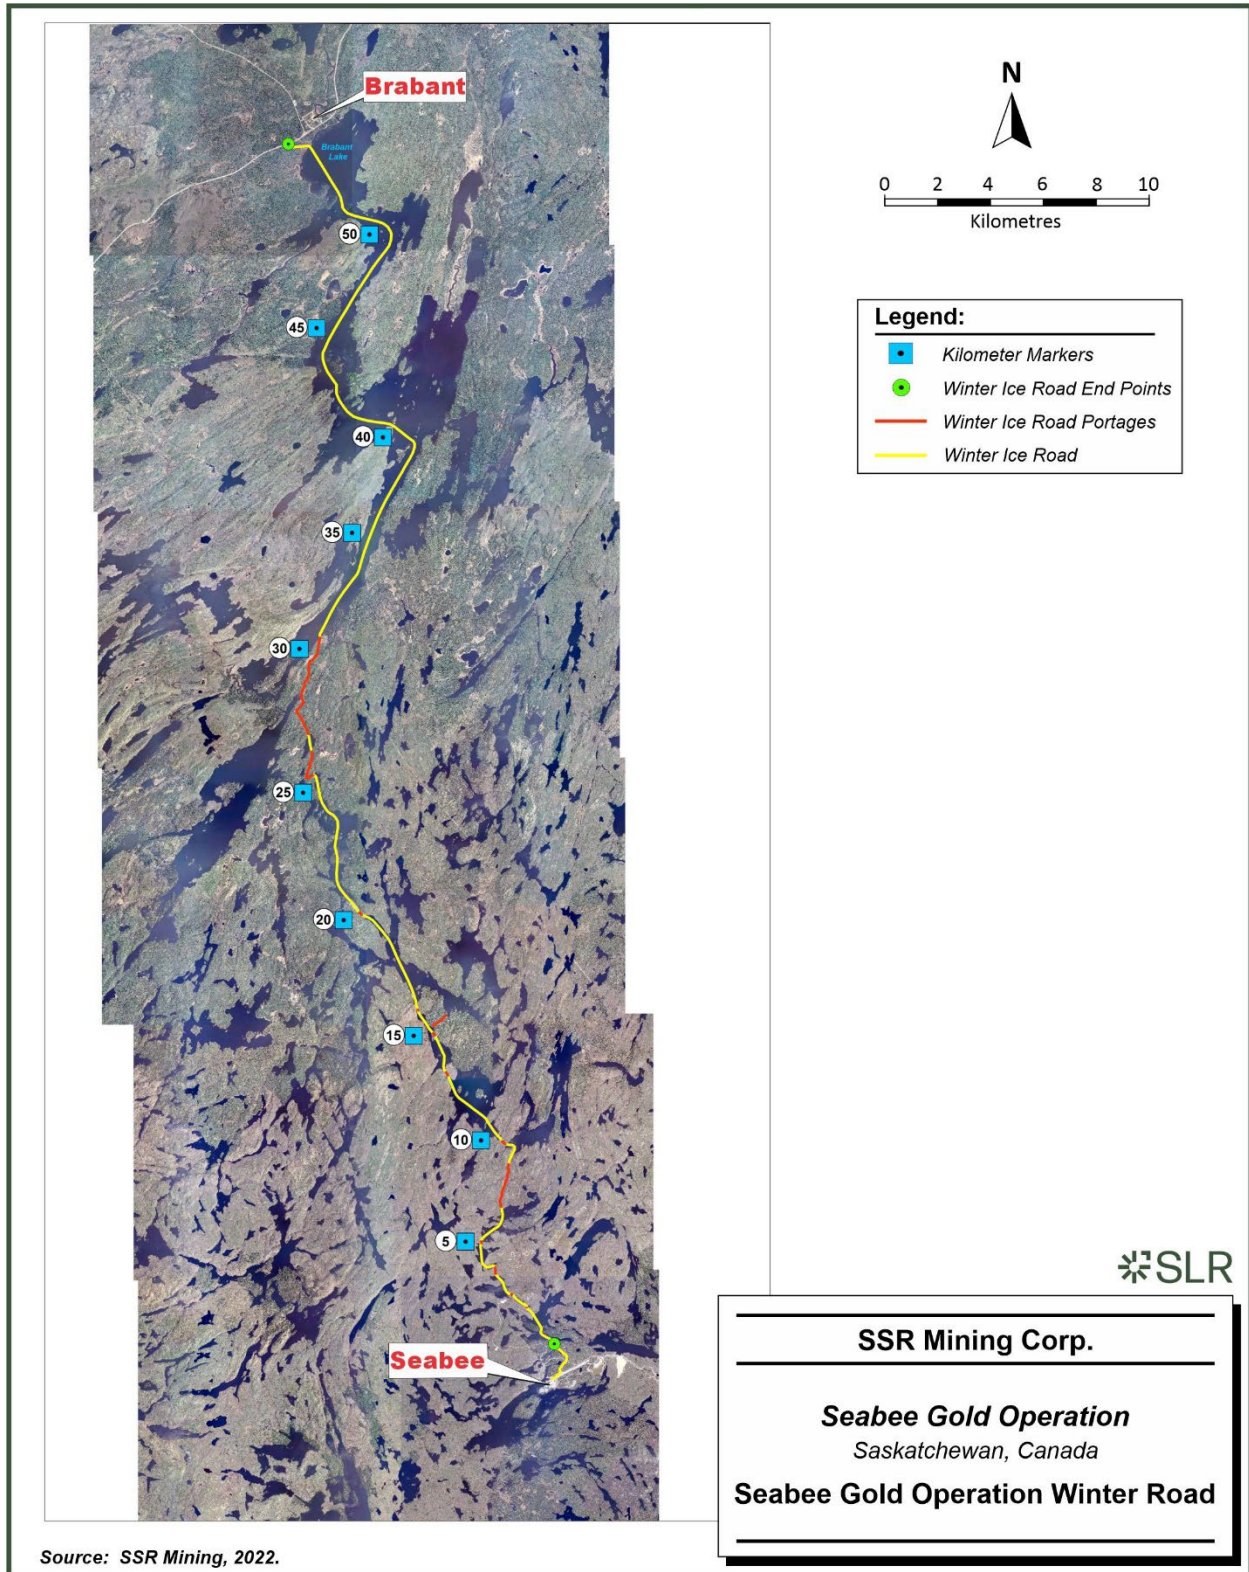 Brabant
Brabant
Lake
50
45
40
35
30
25
20
15
10
5
Seabee
N
0 2 4 6 8 10
Kilometres
Legend:
Kilometer Markers
Winter Ice Road End Points
Winter Ice Road Portages
Winter Ice Road
SLR
SSR Mining Corp.
Seabee Gold Operation
Saskatchewan, Canada
Seabee Gold Operation Winter Road
Source: SSR Mining, 2022.